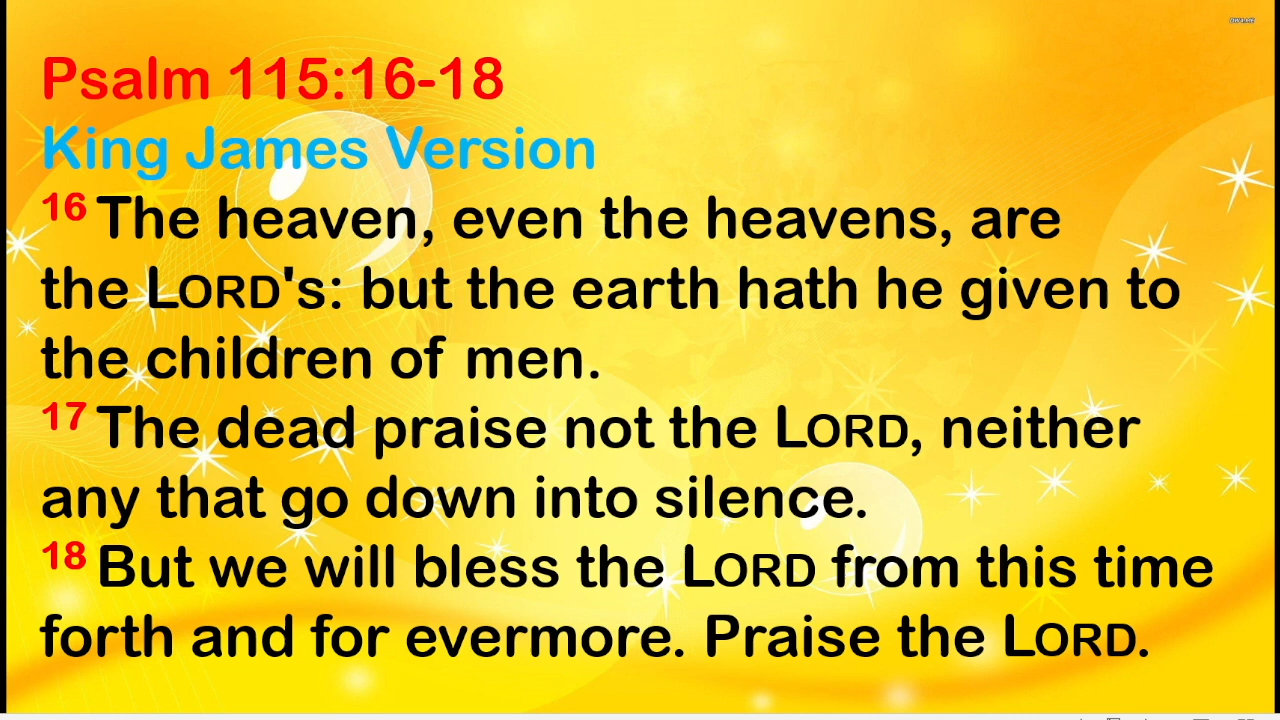 Psalm 115:16-18
King James Version
16 The heaven, even the heavens, are
the LORD's: but the earth hath he given to
the children of men.
17 The dead praise not the LORD, neither
any that go down into silence.
18 But we will bless the LORD from this time
forth and for evermore. Praise the LORD.